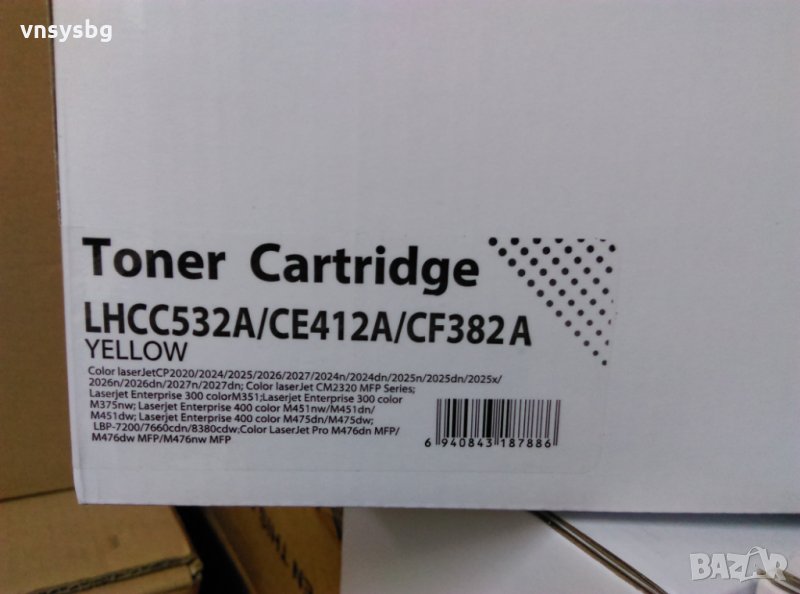 vnsysbg
Toner Cartridge
LHCC532A/CE412A/CF382A
YELLOW
Color laserJetCP2020/2024/2025/2026/2027/2024n/2024dn/2025n/2025dn/2025x/
2026n/2026dn/2027n/2027dn; Color laserJet CM2320 MFP Series;
Laserjet Enterprise 300 colorM351;Laserjet Enterprise 300 color
M375nw; Laserjet Enterprise 400 color M451nw/M451dn/
M451dw; Laserjet Enterprise 400 color M475dn/M475dw;
LBP-7200/7660cdn/8380cdw;Color LaserJet Pro M476dn MFP/
M476dw MFP/M476nw MFP
6 940843 187886
BAZAR